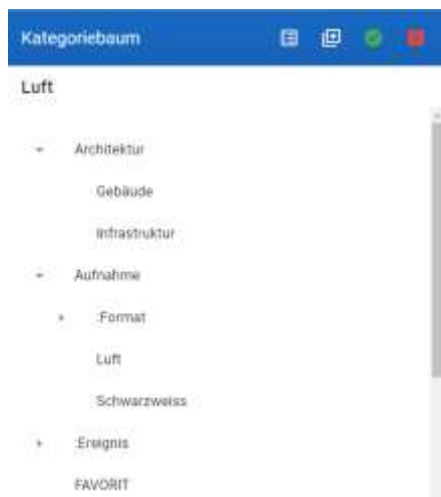 Kategoriebaum
Luft
Architektur
Gebäude
Infrastruktur
Aufnahme
:Format
Luft
Schwarzweiss
:Ereignis
FAVORIT